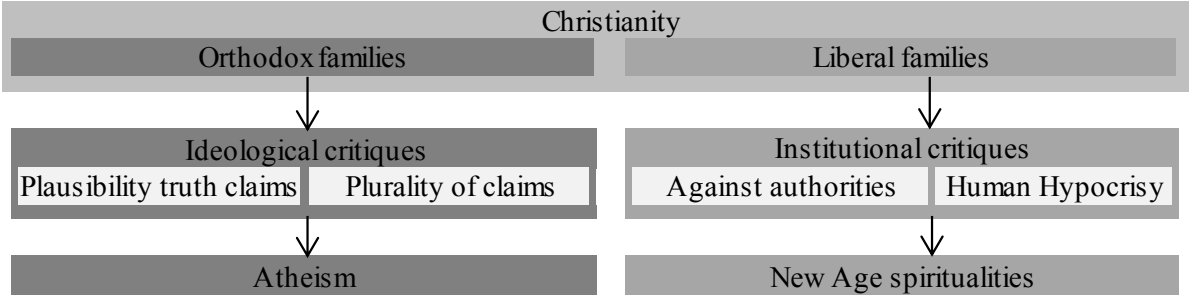 Christianity
Orthodox families
Liberal families
Ideological critiques
Plausibility truth claims
Plurality of claims
Institutional critiques
Against authorities
Human Hypocrisy
Atheism
New Age spiritualities